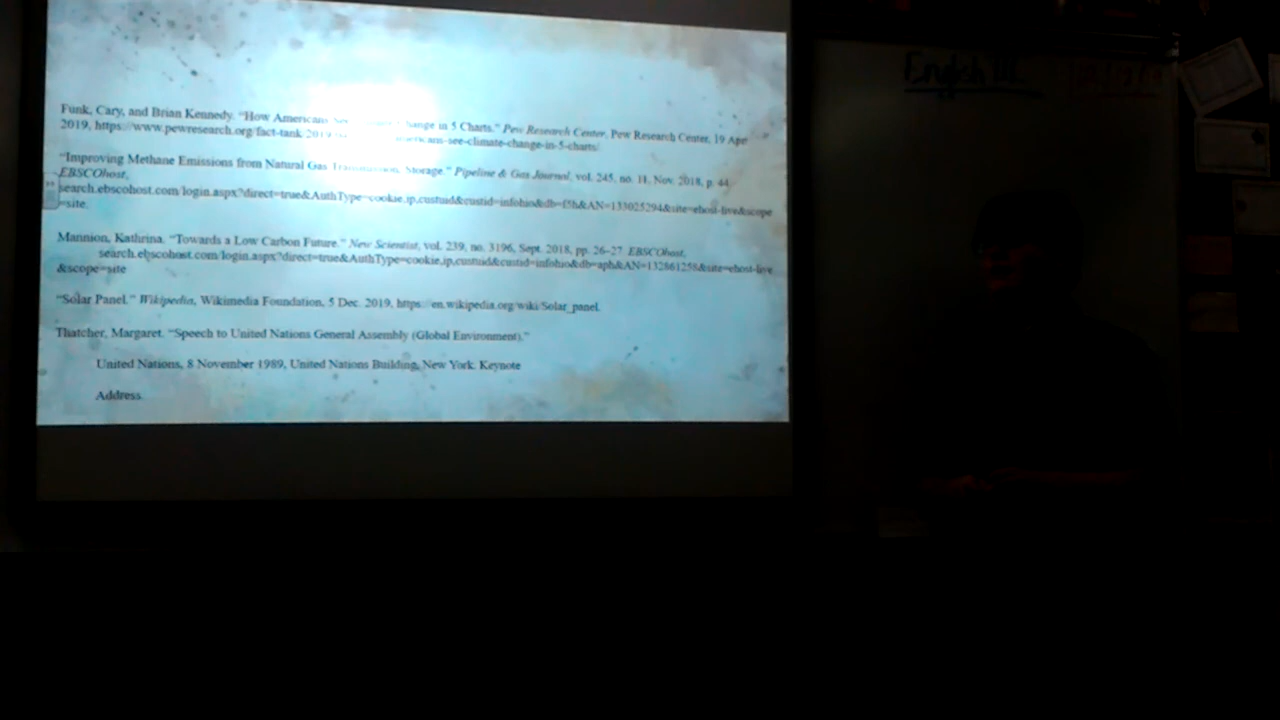 Funk, Cary, and Brian Kennedy. “How Americans See Change in 5 Charts.” Pew Research Center, Pew Research Center, 19 Apr.
2019, https://www.pewresearch.org/fact-tank/2019 americans-see-climate-change-in-5-charts/
“Improving Methane Emissions from Natural Gas Transmission, Storage.” Pipeline & Gas Journal, vol. 245, no. 11, Nov. 2018, p. 44.
EBSCOhost,
search.ebscohost.com/login.aspx?direct=true&AuthType=cookie,ip,custuid&custid=infohio&db=f5h&AN=133025294&site=ehost-live&scope
=site.
Mannion, Kathrina. “Towards a Low Carbon Future.” New Scientist, vol. 239, no. 3196, Sept. 2018, pp. 26–27. EBSCOhost,
search.ebscohost.com/login.aspx?direct=true&AuthType=cookie,ip,custuid&custid=infohio&db=aph&AN=132861258&site=ehost-live
&scope=site
“Solar Panel.” Wikipedia, Wikimedia Foundation, 5 Dec. 2019, https://en.wikipedia.org/wiki/Solar_panel.
Thatcher, Margaret. “Speech to United Nations General Assembly (Global Environment).”
United Nations, 8 November 1989, United Nations Building, New York. Keynote
Address.
English III